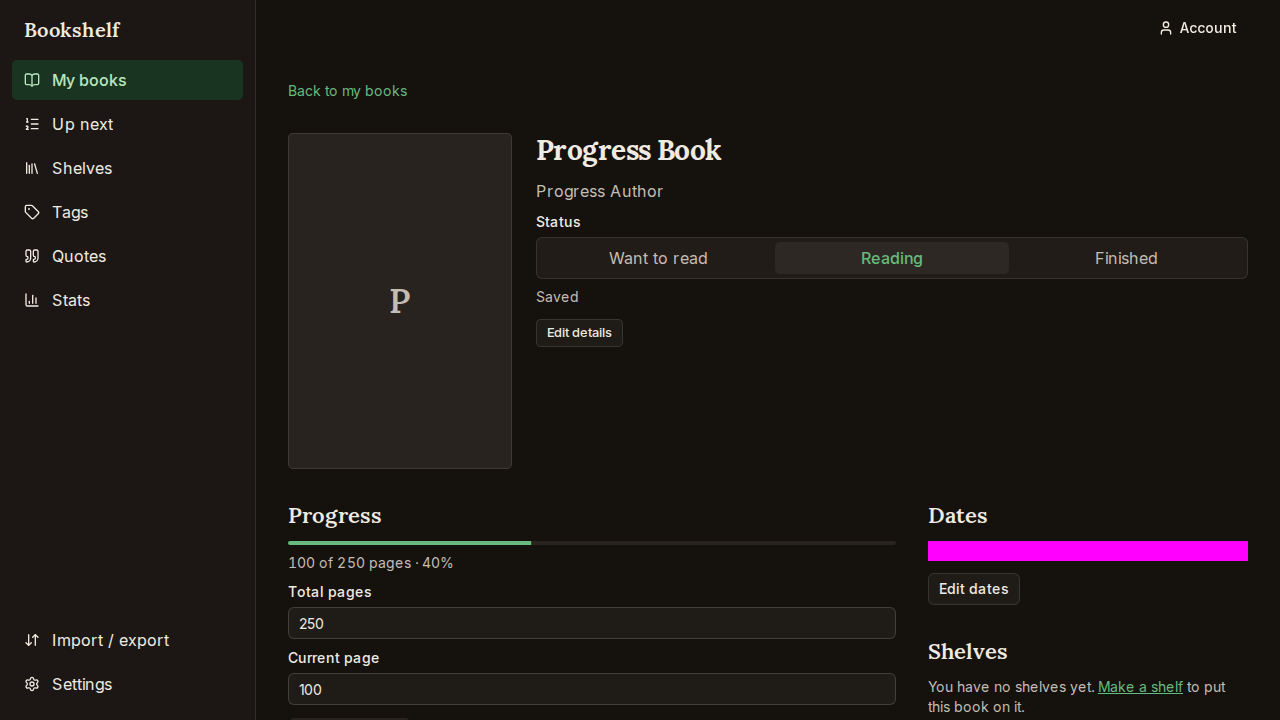 Bookshelf
My books
Up next
Shelves
Tags
Quotes
Stats
Import / export
Settings
Account
Back to my books
P
Progress Book
Progress Author
Status
Want to read
Reading
Finished
Saved
Edit details
Progress
100 of 250 pages · 40%
Total pages
250
Current page
100
Dates
Edit dates
Shelves
You have no shelves yet. Make a shelf to put
this book on it.